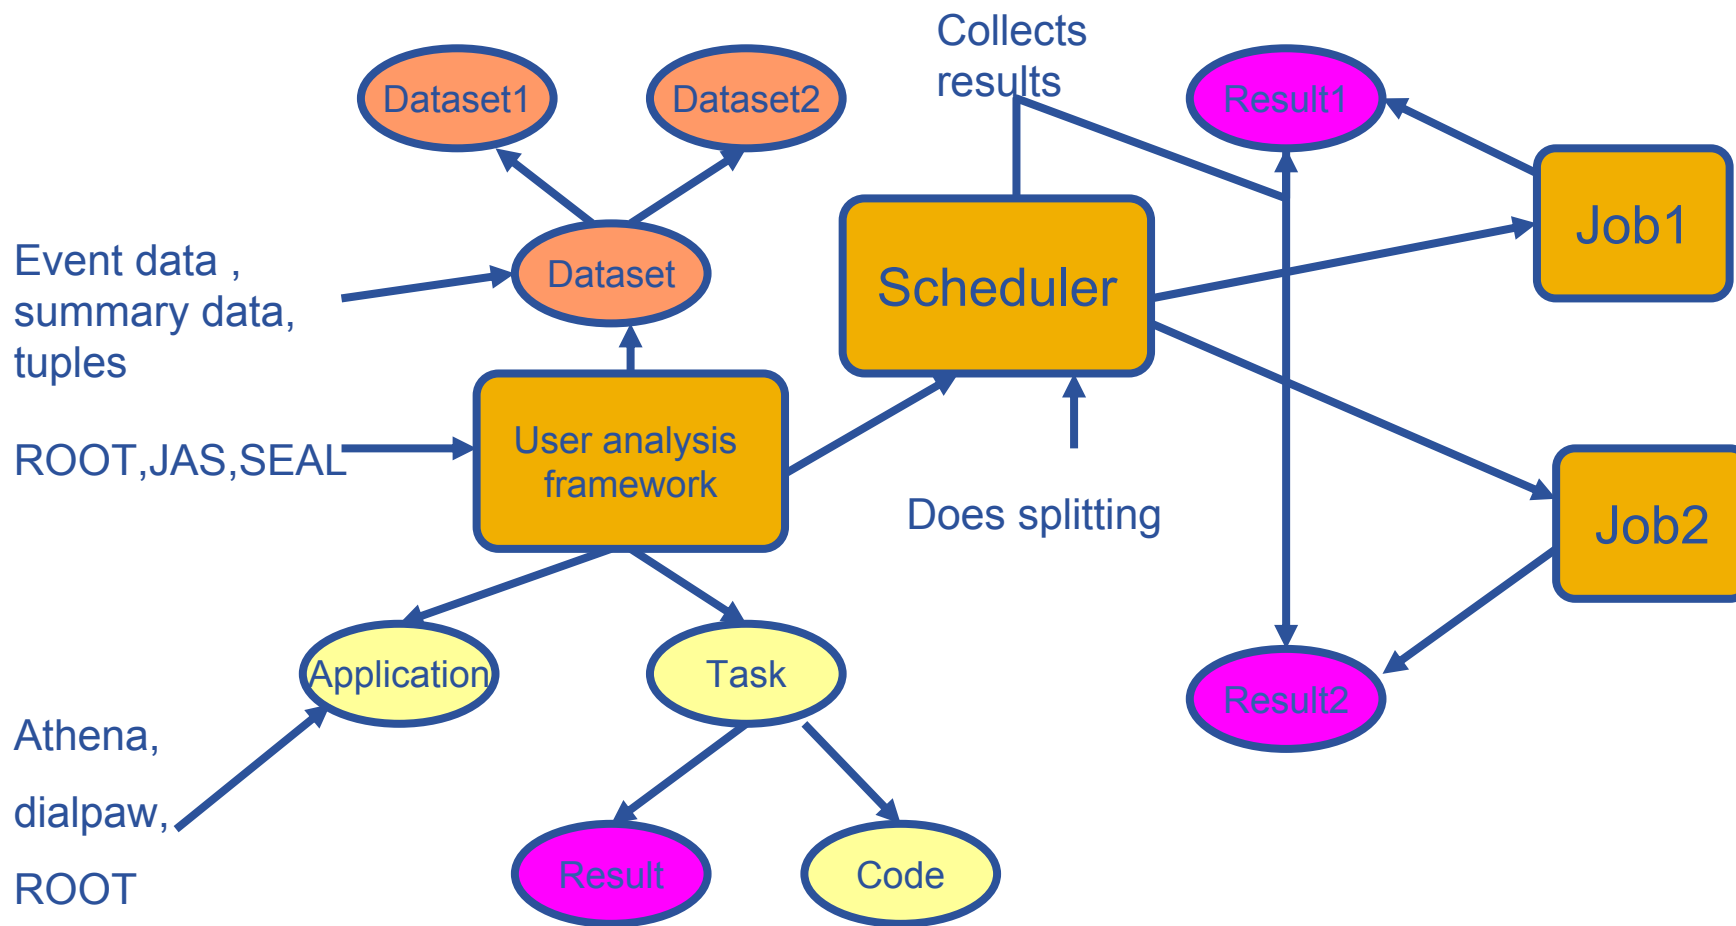 Collects
results
Dataset1
Dataset2
Result1
Job1
Event data ,
summary data,
tuples
Dataset
Scheduler
ROOT,JAS,SEAL
User analysis
framework
Does splitting
Job2
Application
Task
Result2
Athena,
dialpaw,
ROOT
Result
Code